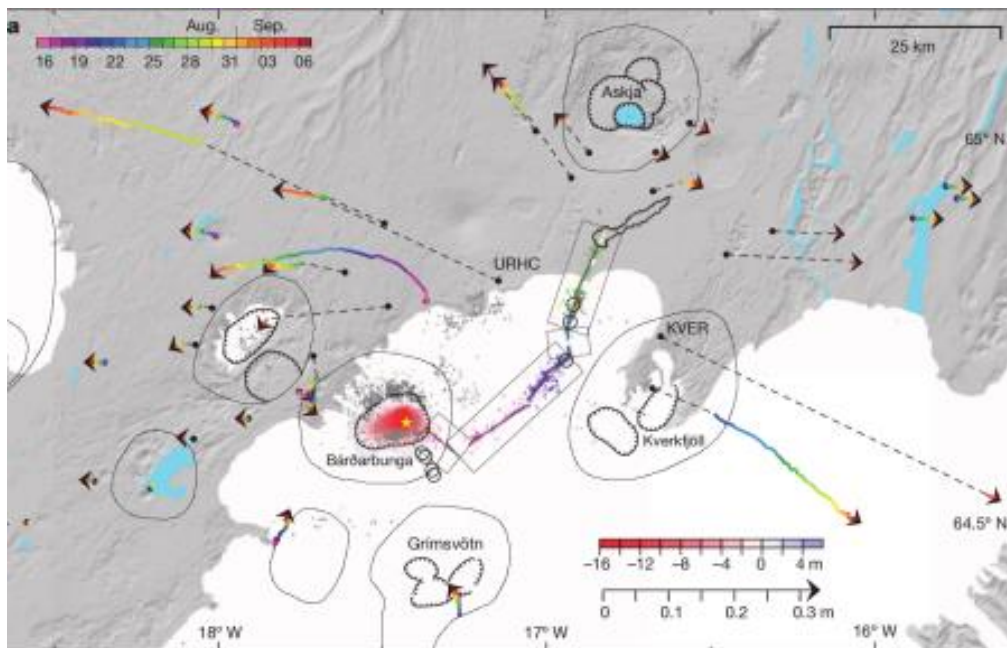 a
Aug. Sep.
16 19 22 25 28 31 03 06
25 km
Askja
65° N
URHC
KVER
Bárðarbunga
Kverkfjöll
64.5° N
Grímsvötn
−16 −12 −8 −4 0 4 m
0 0.1 0.2 0.3 m
18° W 17° W 16° W